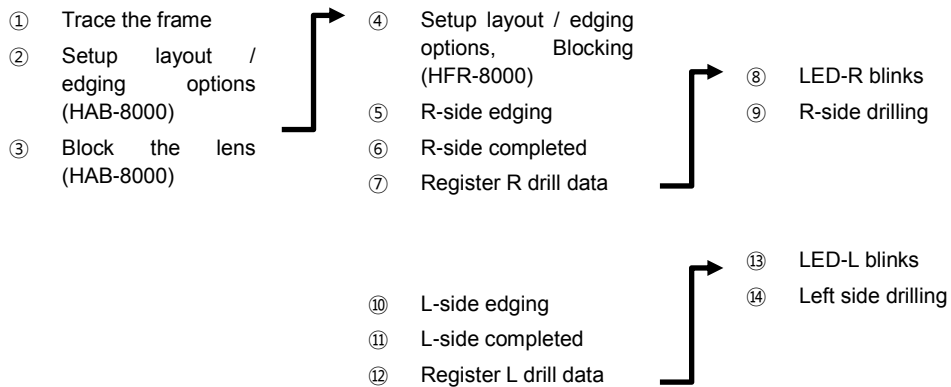 ① Trace the frame
② Setup layout /
edging options
(HAB-8000)
③ Block the lens
(HAB-8000)
④ Setup layout / edging
options, Blocking
(HFR-8000)
⑤ R-side edging
⑥ R-side completed
⑦ Register R drill data
⑧ LED-R blinks
⑨ R-side drilling
⑩ L-side edging
⑪ L-side completed
⑫ Register L drill data
⑬ LED-L blinks
⑭ Left side drilling